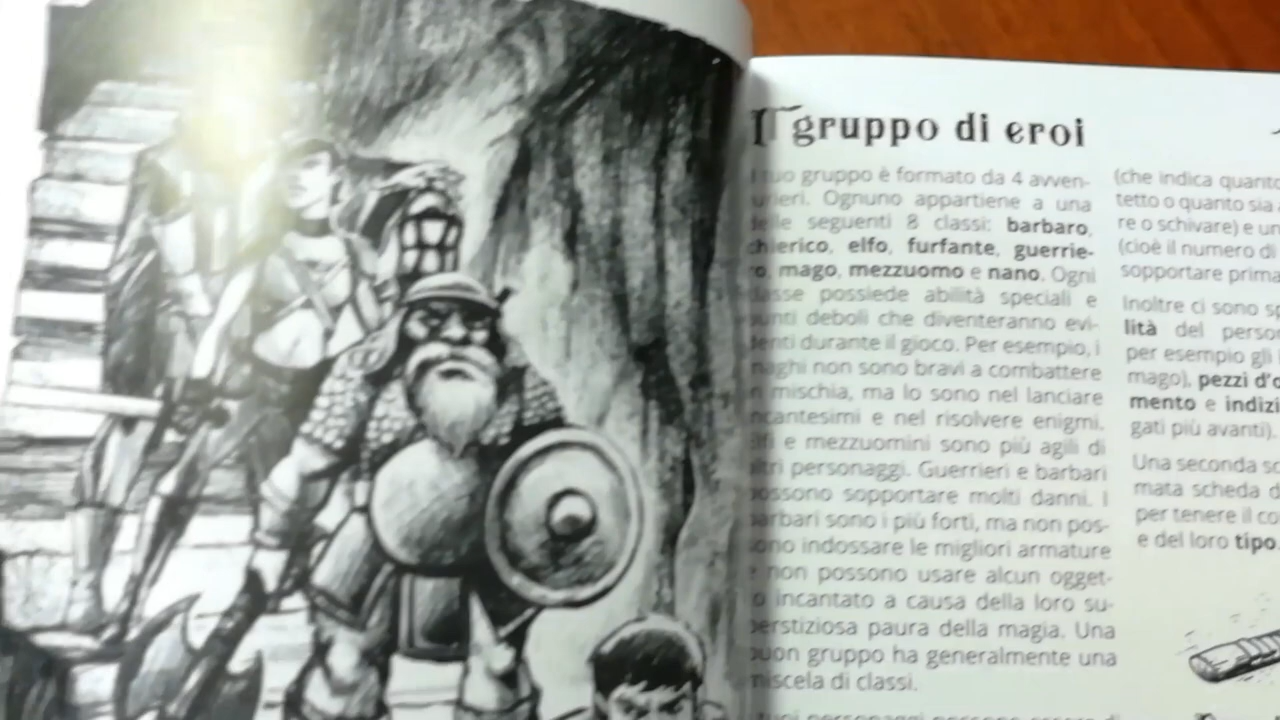 Il gruppo di eroi
tuo gruppo è formato da 4 avven-
urieri. Ognuno appartiene a una
delle seguenti 8 classi: barbaro,
chierico, elfo, furfante, guerrie-
ro, mago, mezzuomo e nano. Ogni
classe possiede abilità speciali e
punti deboli che diventeranno evi-
denti durante il gioco. Per esempio, i
maghi non sono bravi a combattere
n mischia, ma lo sono nel lanciare
ncantesimi e nel risolvere enigmi.
elfi e mezzuomini sono più agili di
altri personaggi. Guerrieri e barbari
possono sopportare molti danni. I
barbari sono i più forti, ma non pos-
sono indossare le migliori armature
e non possono usare alcun ogget-
o incantato a causa della loro su-
perstiziosa paura della magia. Una
buon gruppo ha generalmente una
miscela di classi.
(che indica quanto
tetto o quanto sia
re o schivare) e un
(cioè il numero di
sopportare prima
Inoltre ci sono sp
lità del perso
per esempio gli
mago), pezzi d'o
mento e indizi
gati più avanti).
Una seconda sc
mata scheda d
per tenere il co
e del loro tipo.